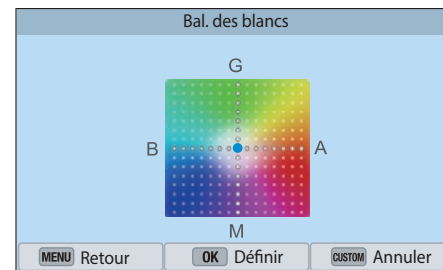 Bal. des blancs
G
B A
M
MENU Retour OK Définir CUSTOM Annuler